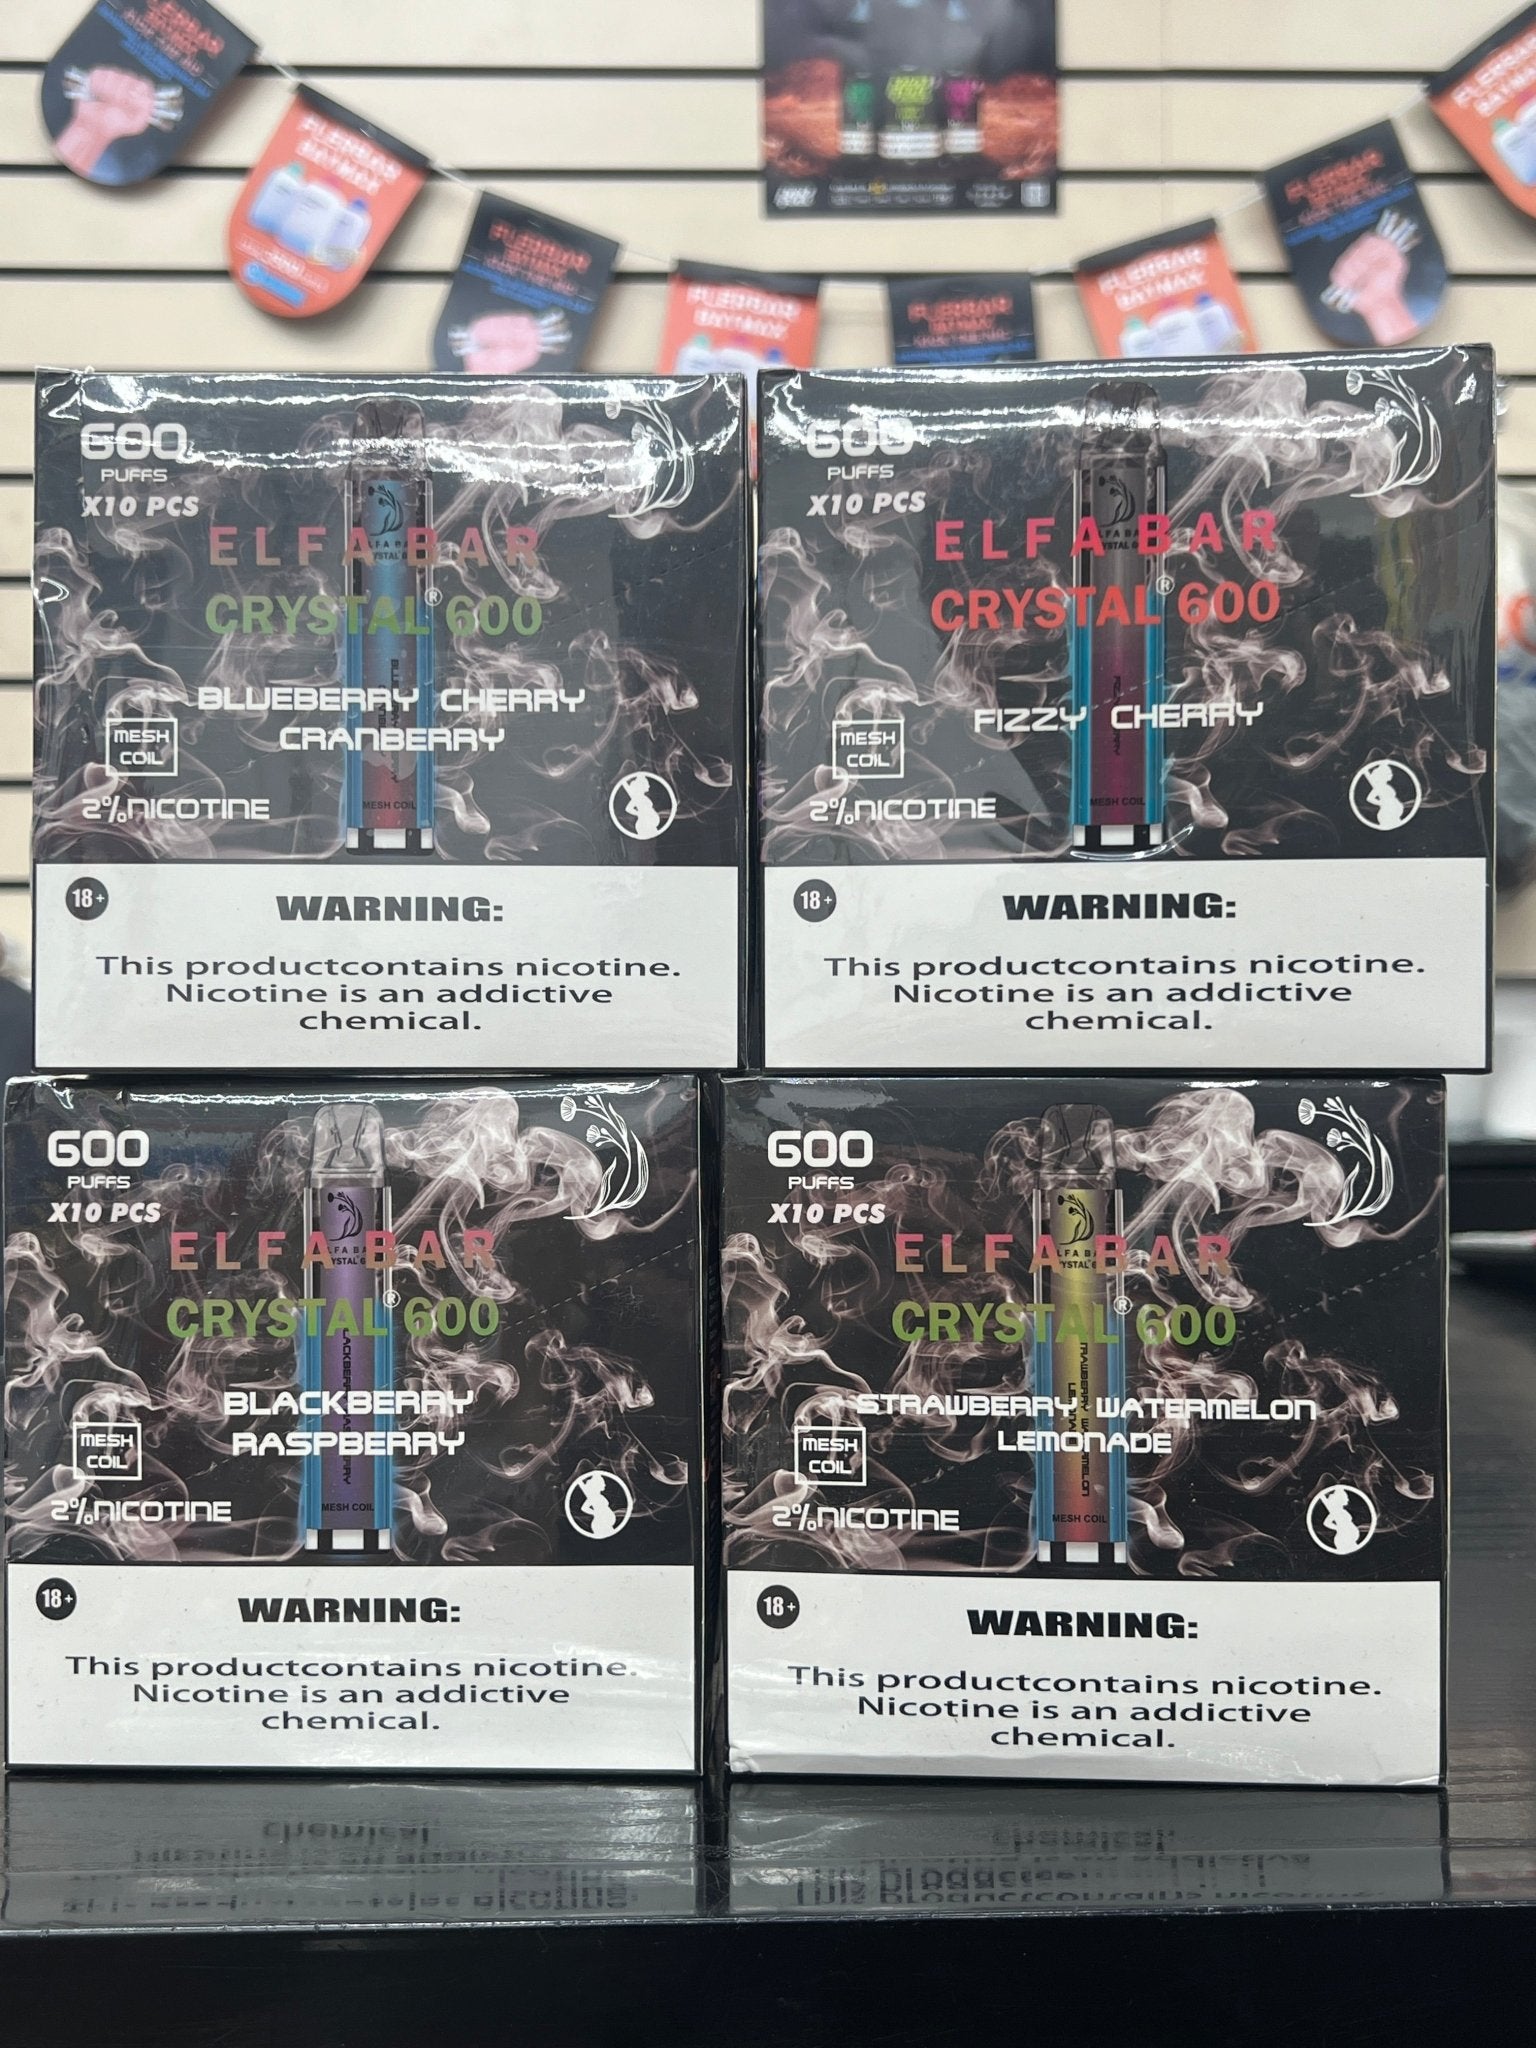 600
PUFFS
X10 PCS
ELFABAR
CRYSTAL® 600
BLUEBERRY CHERRY
CRANBERRY
MESH
COIL
2%NICOTINE
MESH COIL
18+
WARNING:
This productcontains nicotine.
Nicotine is an addictive
chemical.
600
PUFFS
X10 PCS
ELFABAR
CRYSTAL® 600
FIZZY CHERRY
MESH
COIL
2%NICOTINE
MESH COIL
18+
WARNING:
This productcontains nicotine.
Nicotine is an addictive
chemical.
600
PUFFS
X10 PCS
ELFABAR
CRYSTAL® 600
BLACKBERRY
RASPBERRY
MESH
COIL
2%NICOTINE
MESH COIL
18+
WARNING:
This productcontains nicotine.
Nicotine is an addictive
chemical.
600
PUFFS
X10 PCS
ELFABAR
CRYSTAL® 600
STRAWBERRY WATERMELON
LEMONADE
MESH
COIL
2%NICOTINE
MESH COIL
18+
WARNING:
This productcontains nicotine.
Nicotine is an addictive
chemical.